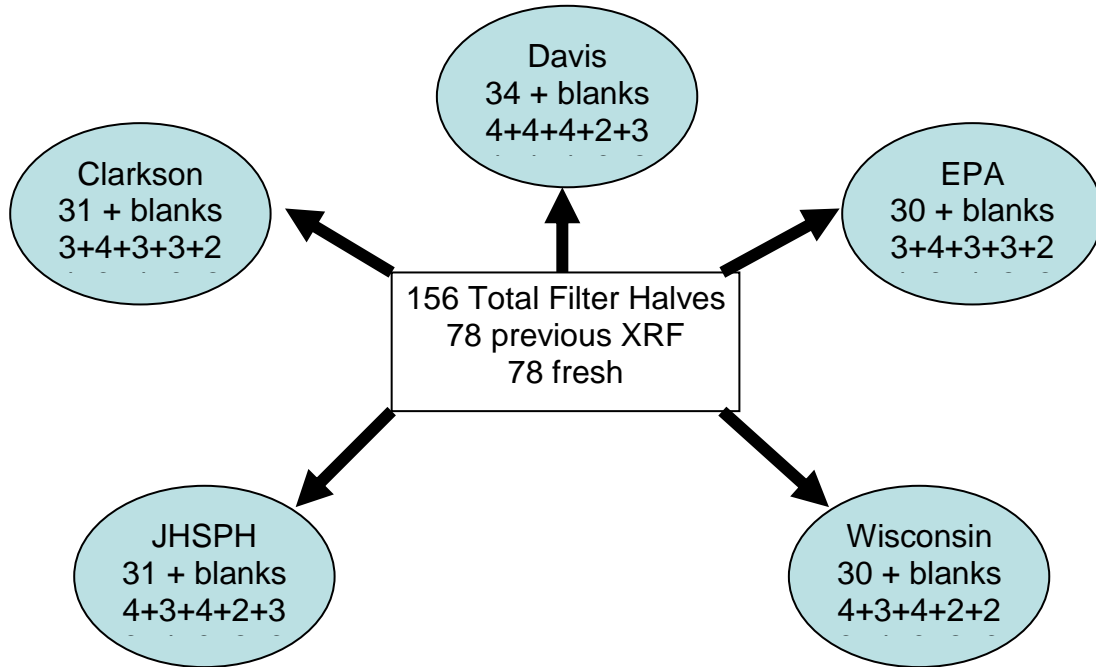 Davis
34 + blanks
4+4+4+2+3
Clarkson
31 + blanks
3+4+3+3+2
EPA
30 + blanks
3+4+3+3+2
156 Total Filter Halves
78 previous XRF
78 fresh
JHSPH
31 + blanks
4+3+4+2+3
Wisconsin
30 + blanks
4+3+4+2+2